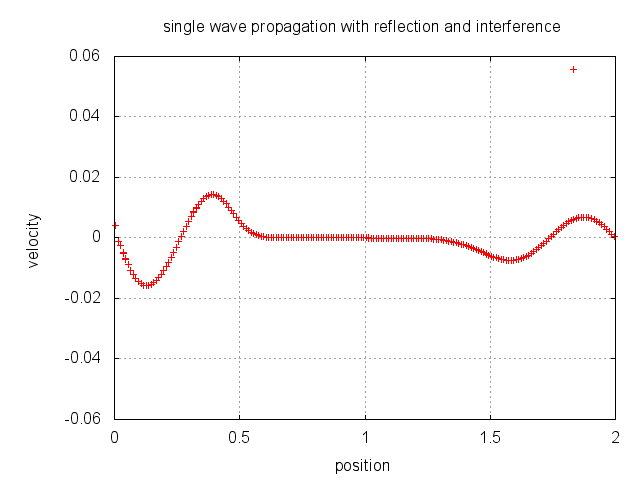 single wave propagation with reflection and interference
0.06
0.04
0.02
0
-0.02
-0.04
-0.06
velocity
0 0.5 1 1.5 2
position